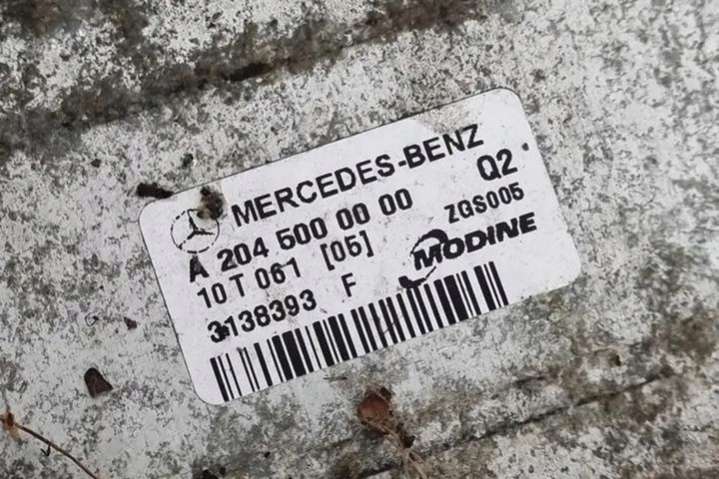 MERCEDES-BENZ
A 204 500 00 00 Q2
10 T 061 [05] ZGS005
3138393 F MODINE